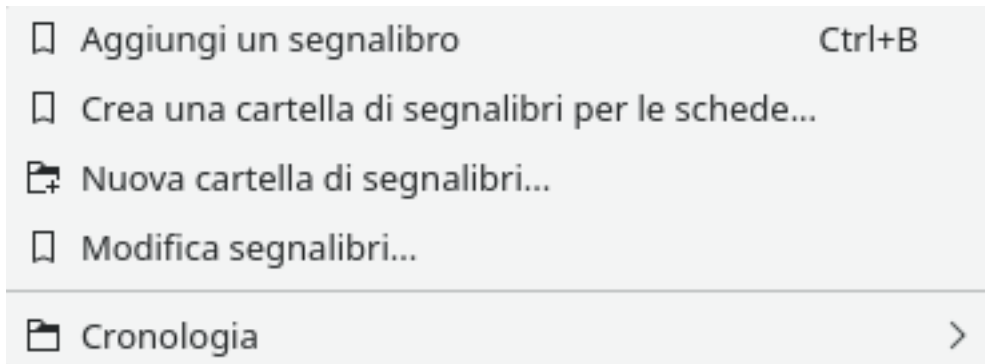 Aggiungi un segnalibro Ctrl+B
Crea una cartella di segnalibri per le schede...
Nuova cartella di segnalibri...
Modifica segnalibri...
Cronologia